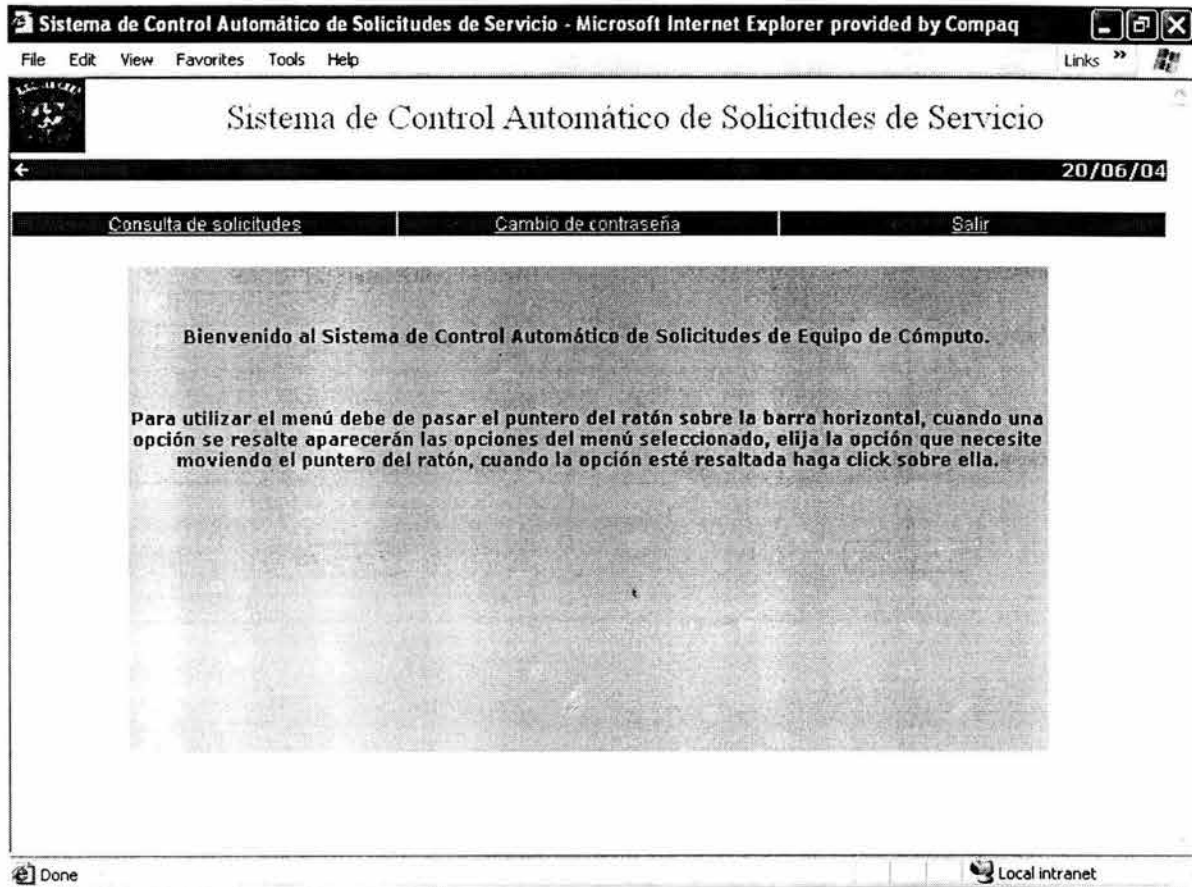 Sistema de Control Automático de Solicitudes de Servicio - Microsoft Internet Explorer provided by Compaq
File Edit View Favorites Tools Help Links »
Sistema de Control Automático de Solicitudes de Servicio
20/06/04
Consulta de solicitudes Cambio de contraseña Salir
Bienvenido al Sistema de Control Automático de Solicitudes de Equipo de Cómputo.
Para utilizar el menú debe de pasar el puntero del ratón sobre la barra horizontal, cuando una
opción se resalte aparecerán las opciones del menú seleccionado, elija la opción que necesite
moviendo el puntero del ratón, cuando la opción esté resaltada haga click sobre ella.
Done Local intranet